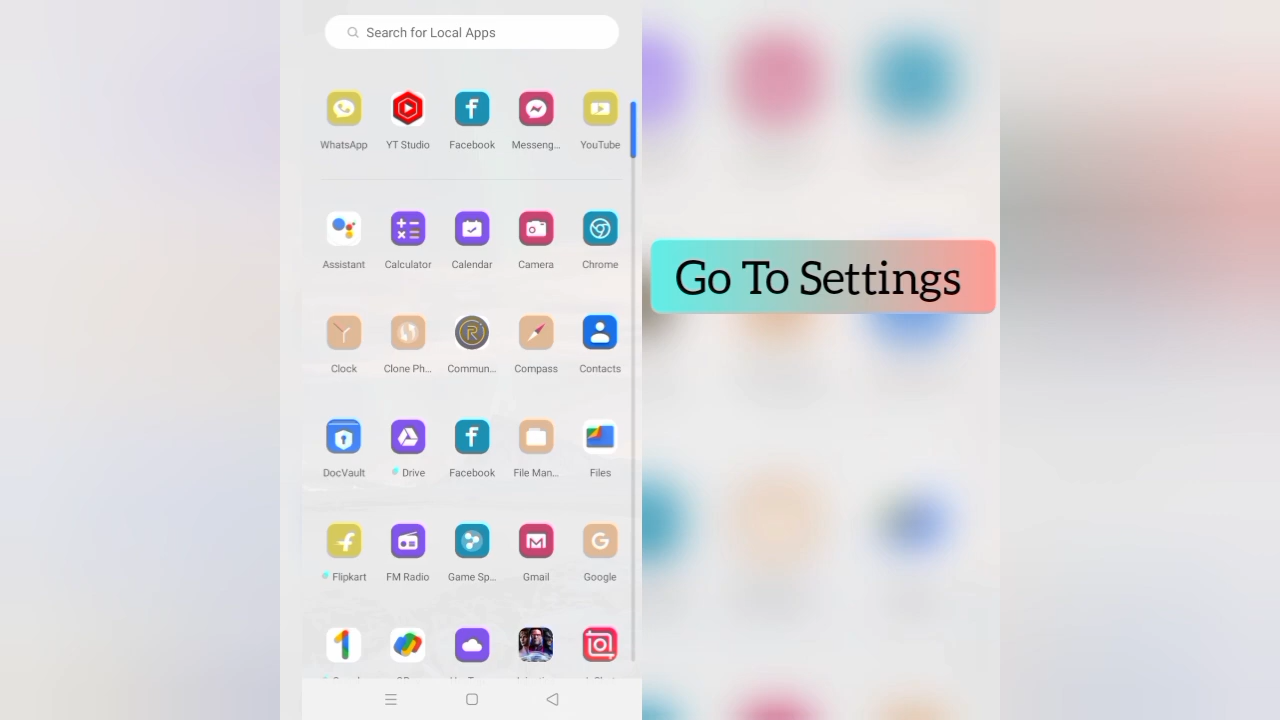 Search for Local Apps
WhatsApp YT Studio Facebook Messeng... YouTube
Go To Settings
Assistant Calculator Calendar Camera Chrome
Clock Clone Ph... Commun... Compass Contacts
DocVault Drive Facebook File Man... Files
Flipkart FM Radio Game Sp... Gmail Google